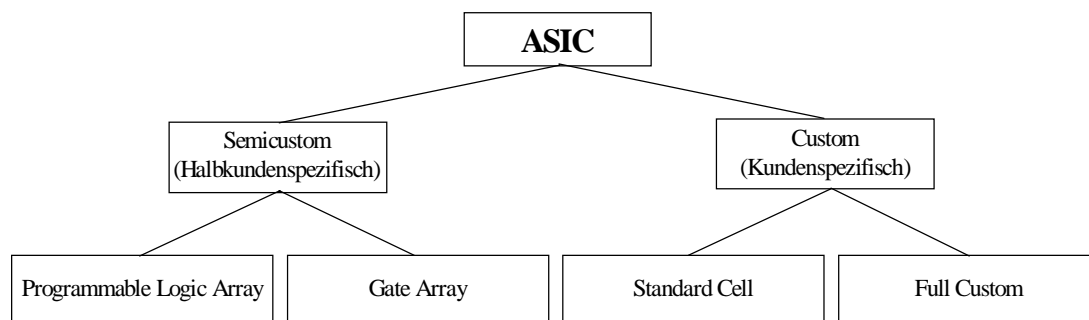 ASIC
Semicustom
(Halbkundenspezifisch)
Custom
(Kundenspezifisch)
Programmable Logic Array
Gate Array
Standard Cell
Full Custom